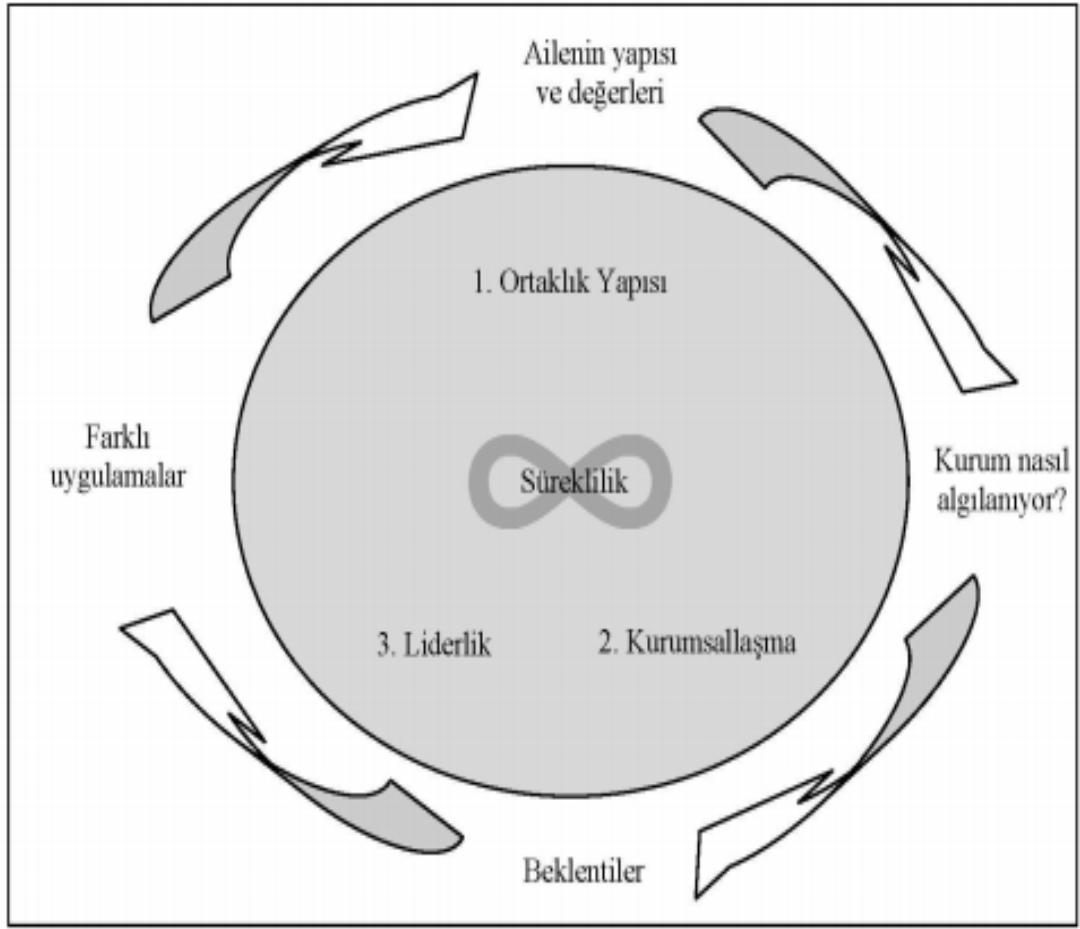 Ailenin yapısı
ve değerleri
1. Ortaklık Yapısı
Farklı
uygulamalar
Süreklilik
Kurum nasıl
algılanıyor?
3. Liderlik
2. Kurumsallaşma
Beklentiler